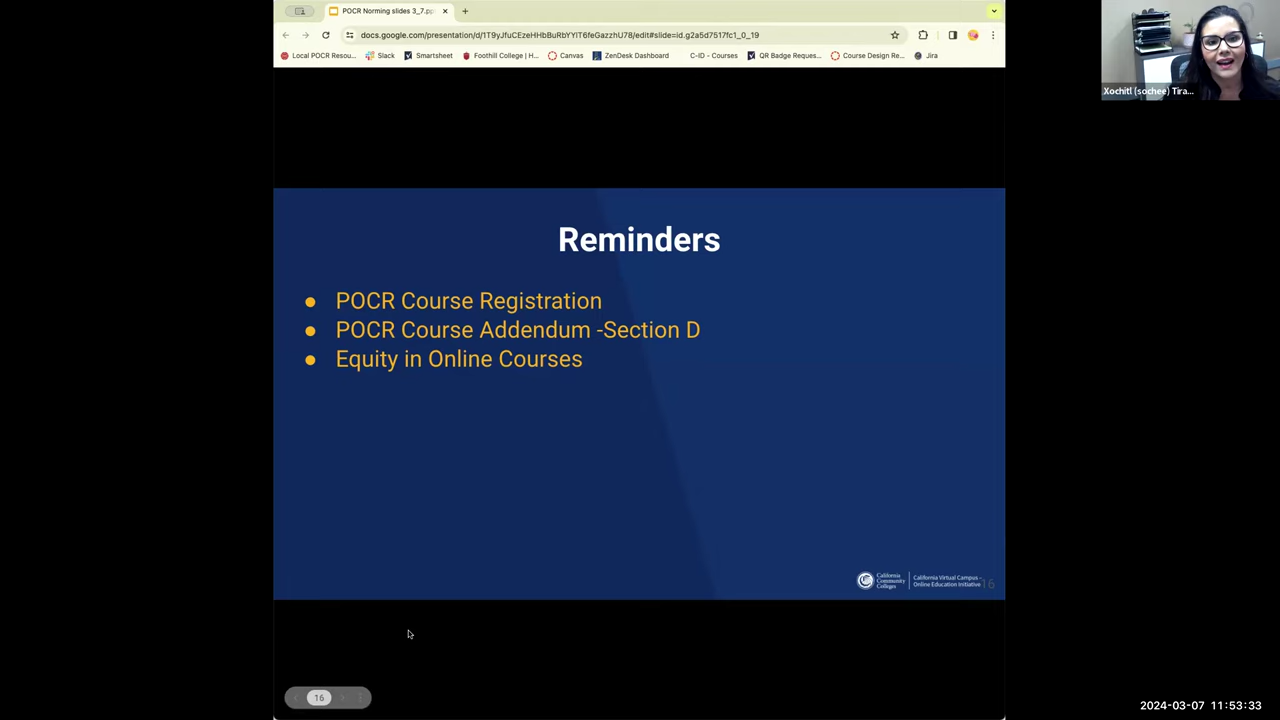 POCR Norming slides 3_7.pp
docs.google.com/presentation/d/1T9yJfuCEzeHHbBuRbYYlT6feGazzhU78/edit#slide=id.g2a5d7517fc1_0_19
Local POCR Resou...
Slack
Smartsheet
Foothill College | H...
Canvas
ZenDesk Dashboard
C-ID - Courses
QR Badge Reques...
Course Design Re...
Jira
Xochitl (sochee) Tira...
Reminders
● POCR Course Registration
● POCR Course Addendum -Section D
● Equity in Online Courses
California
Community
Colleges
California Virtual Campus-
Online Education Initiative
16
16
2024-03-07 11:53:33